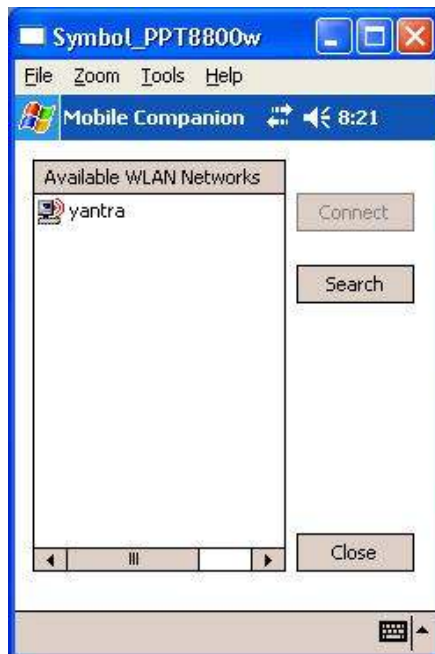 Symbol_PPT8800w
File Zoom Tools Help
Mobile Companion 8:21
Available WLAN Networks
yantra
Connect
Search
Close